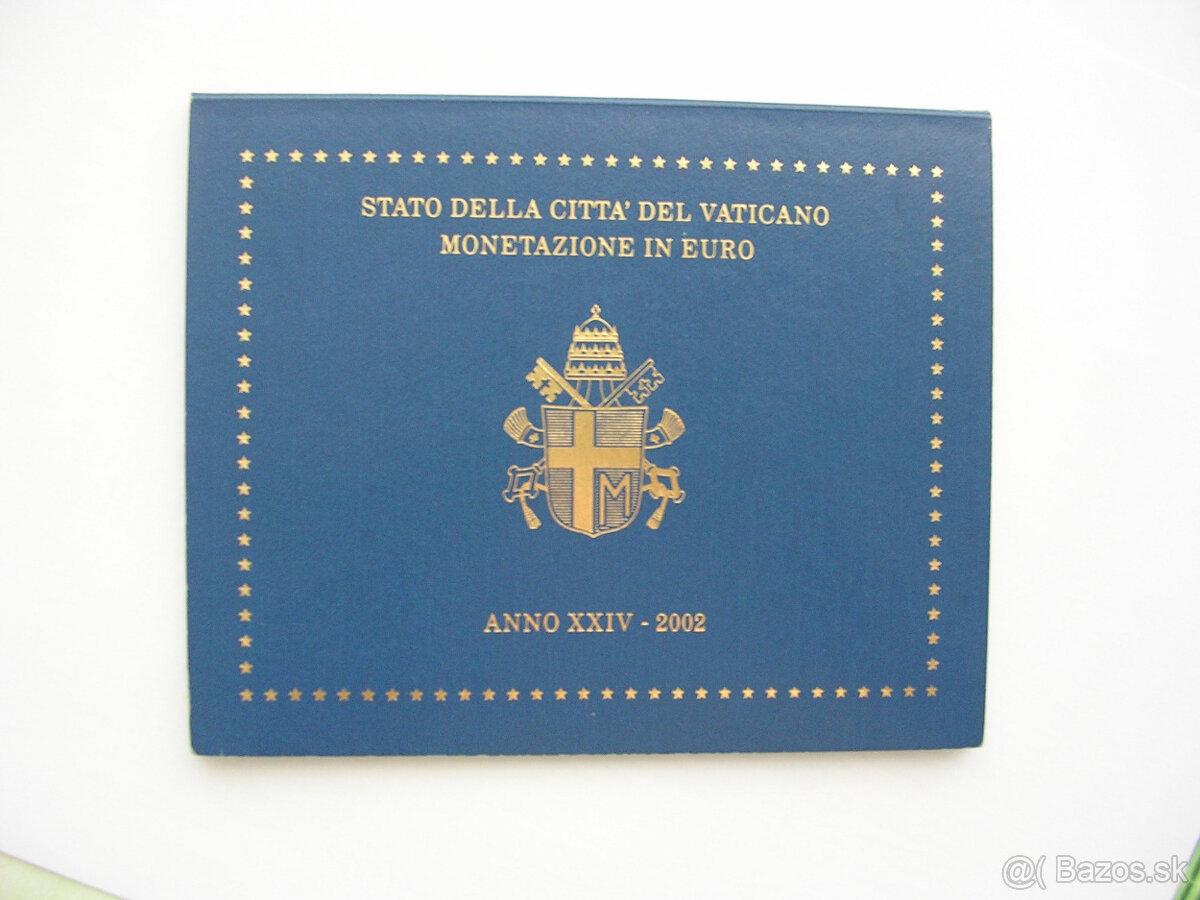 STATO DELLA CITTA' DEL VATICANO
MONETAZIONE IN EURO
M
ANNO XXIV - 2002
@( Bazos.sk